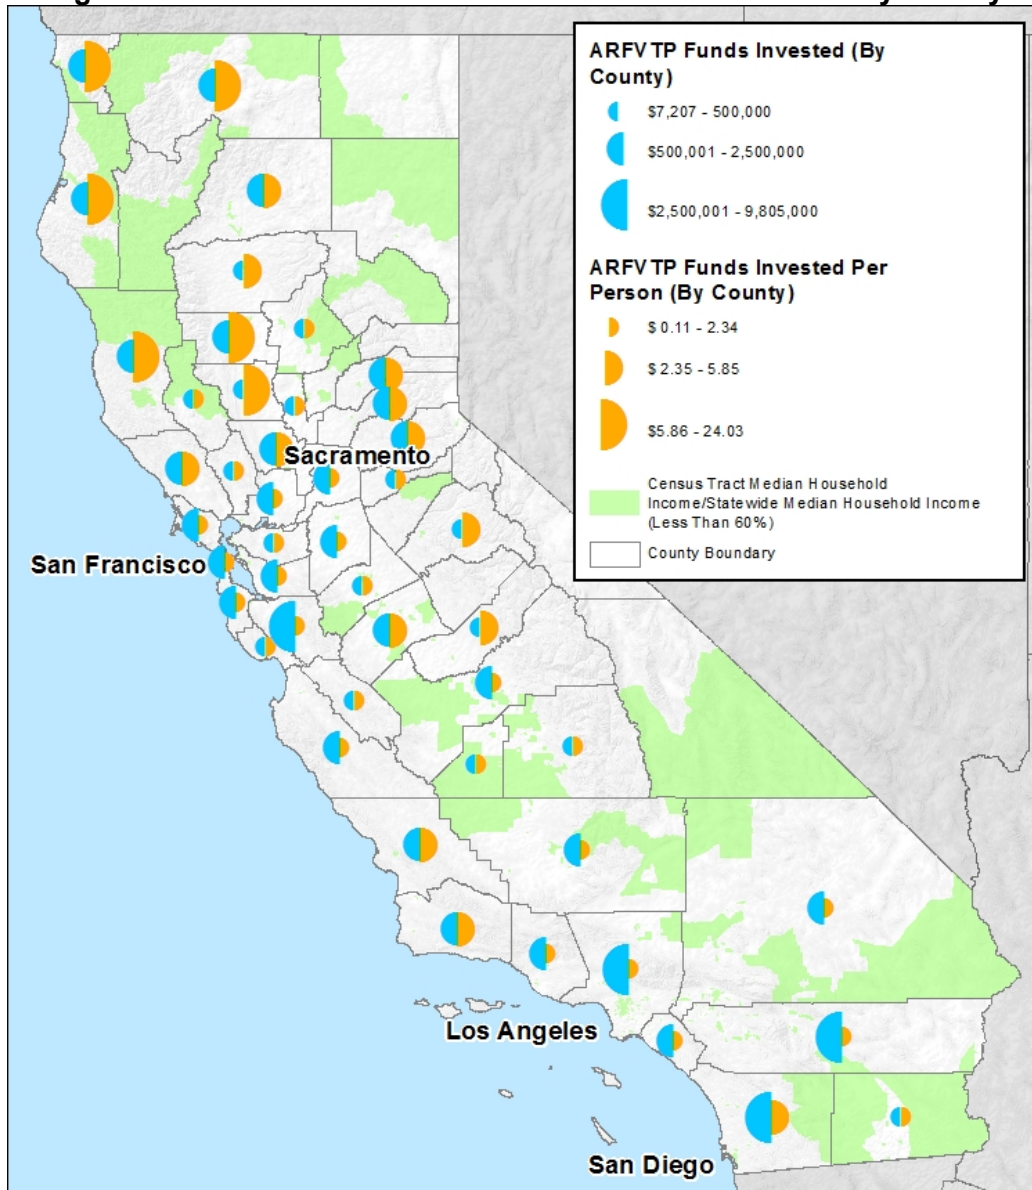 ARFVTP Funds Invested (By
County)
$7,207 - 500,000
$500,001 - 2,500,000
$2,500,001 - 9,805,000
ARFVTP Funds Invested Per
Person (By County)
$ 0.11 - 2.34
$ 2.35 - 5.85
$5.86 - 24.03
Census Tract Median Household
Income/Statewide Median Household Income
(Less Than 60%)
County Boundary
Sacramento
San Francisco
Los Angeles
San Diego